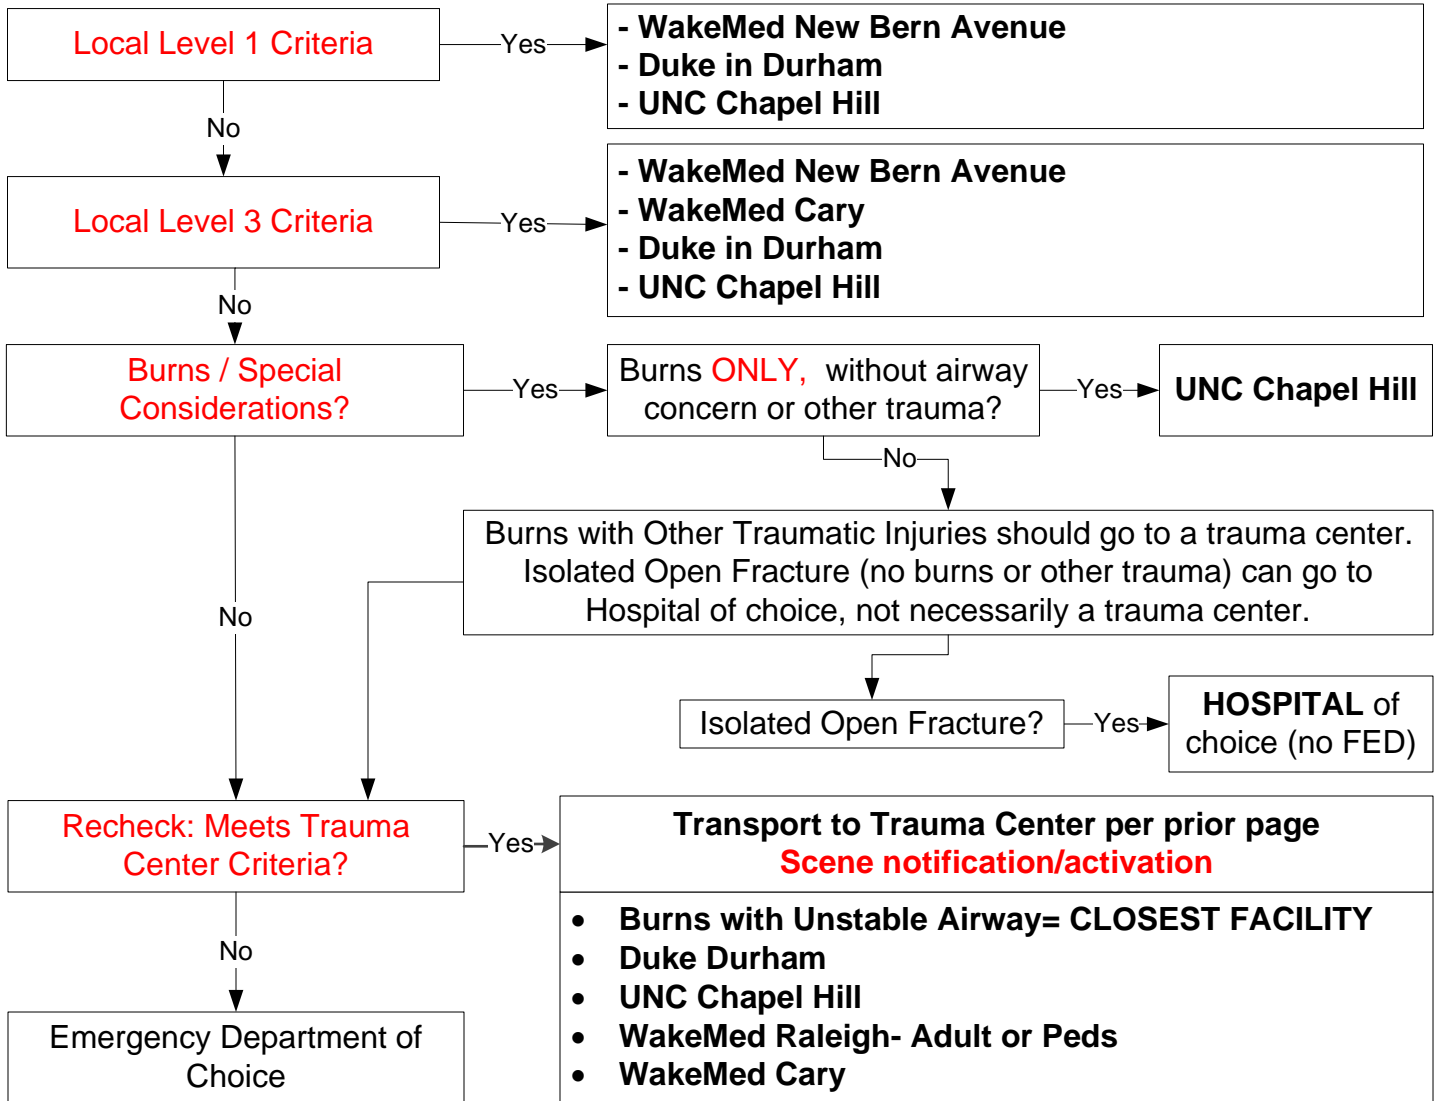 Local Level 1 Criteria
Yes
- WakeMed New Bern Avenue
- Duke in Durham
- UNC Chapel Hill
No
Local Level 3 Criteria
Yes
- WakeMed New Bern Avenue
- WakeMed Cary
- Duke in Durham
- UNC Chapel Hill
No
Burns / Special
Considerations?
Yes
Burns ONLY, without airway
concern or other trauma?
Yes
UNC Chapel Hill
No
Burns with Other Traumatic Injuries should go to a trauma center.
Isolated Open Fracture (no burns or other trauma) can go to
Hospital of choice, not necessarily a trauma center.
No
Isolated Open Fracture?
Yes
HOSPITAL of
choice (no FED)
Recheck: Meets Trauma
Center Criteria?
Yes
Transport to Trauma Center per prior page
Scene notification/activation
• Burns with Unstable Airway= CLOSEST FACILITY
• Duke Durham
• UNC Chapel Hill
• WakeMed Raleigh- Adult or Peds
• WakeMed Cary
No
Emergency Department of
Choice